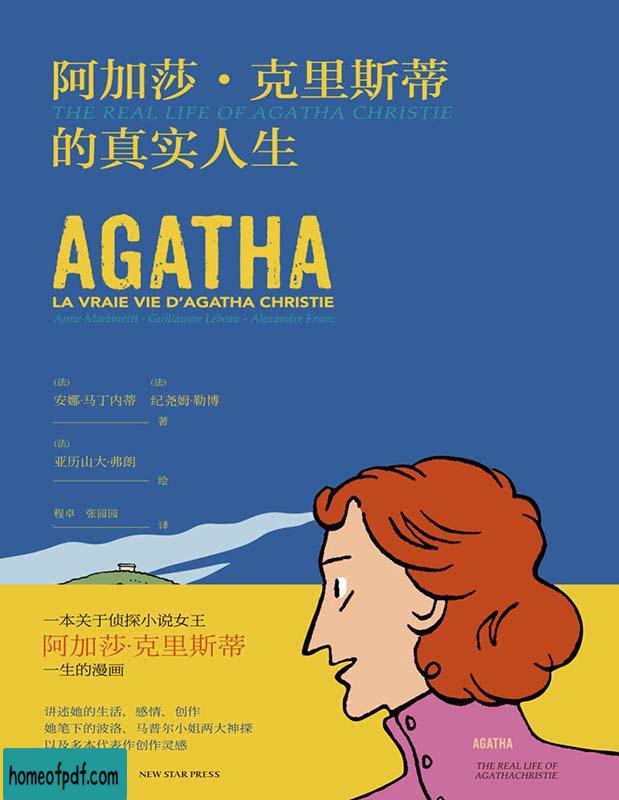 阿加莎·克里斯蒂
THE REAL LIFE OF AGATHA CHRISTIE
的真实人生
AGATHA
LA VRAIE VIE D'AGATHA CHRISTIE
Anne Martinetti - Guillaume Lebeau - Alexandre Franc
(法) (法)
安娜·马丁内蒂 纪尧姆·勒博
著
(法)
亚历山大·弗朗
绘
程卓 张园园
译
一本关于侦探小说女王
阿加莎·克里斯蒂
一生的漫画
讲述她的生活、感情、创作
她笔下的波洛、马普尔小姐两大神探
以及多本代表作创作灵感
homeofpdf.com
NEW STAR PRESS
AGATHA
THE REAL LIFE OF
AGATHACHRISTIE